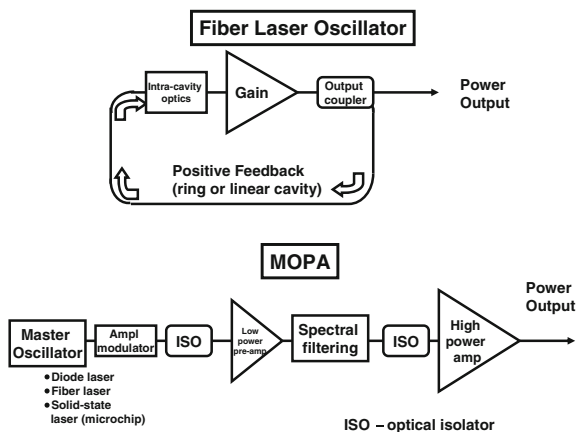 Fiber Laser Oscillator
Intra-cavity
optics
Gain
Output
coupler
Power
Output
Positive Feedback
(ring or linear cavity)
MOPA
Power
Output
Master
Oscillator
Ampl
modulator
ISO
Low
power
pre-amp
Spectral
filtering
ISO
High
power
amp
• Diode laser
• Fiber laser
• Solid-state
laser (microchip)
ISO – optical isolator